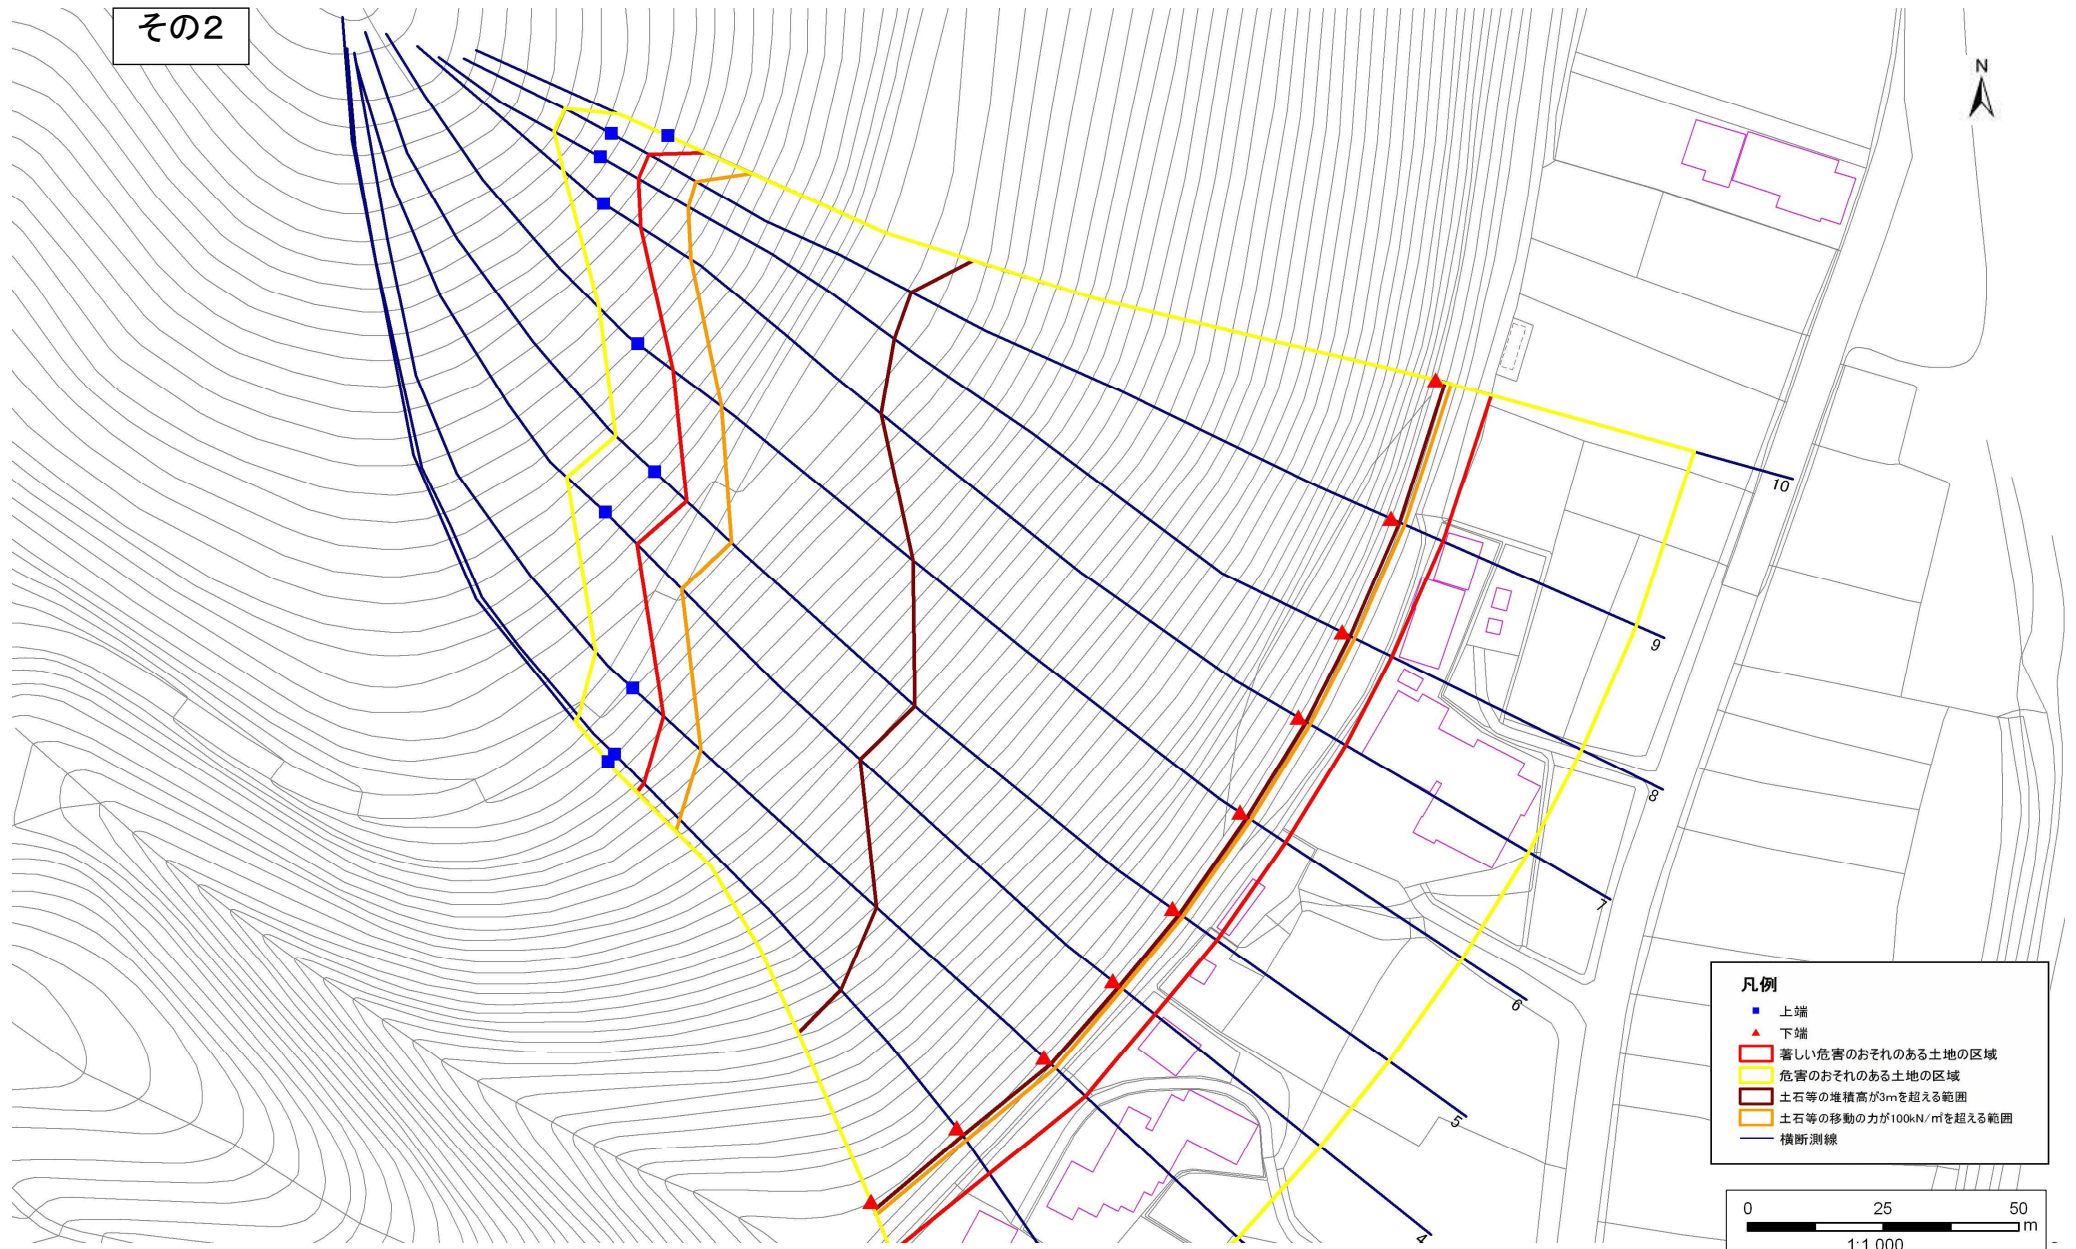 その2
N
10
9
8
7
6
5
4
凡例
上端
下端
著しい危害のおそれのある土地の区域
危害のおそれのある土地の区域
土石等の堆積高が3mを超える範囲
土石等の移動の力が100kN/㎡を超える範囲
横断測線
0 25 50
m
1:1,000